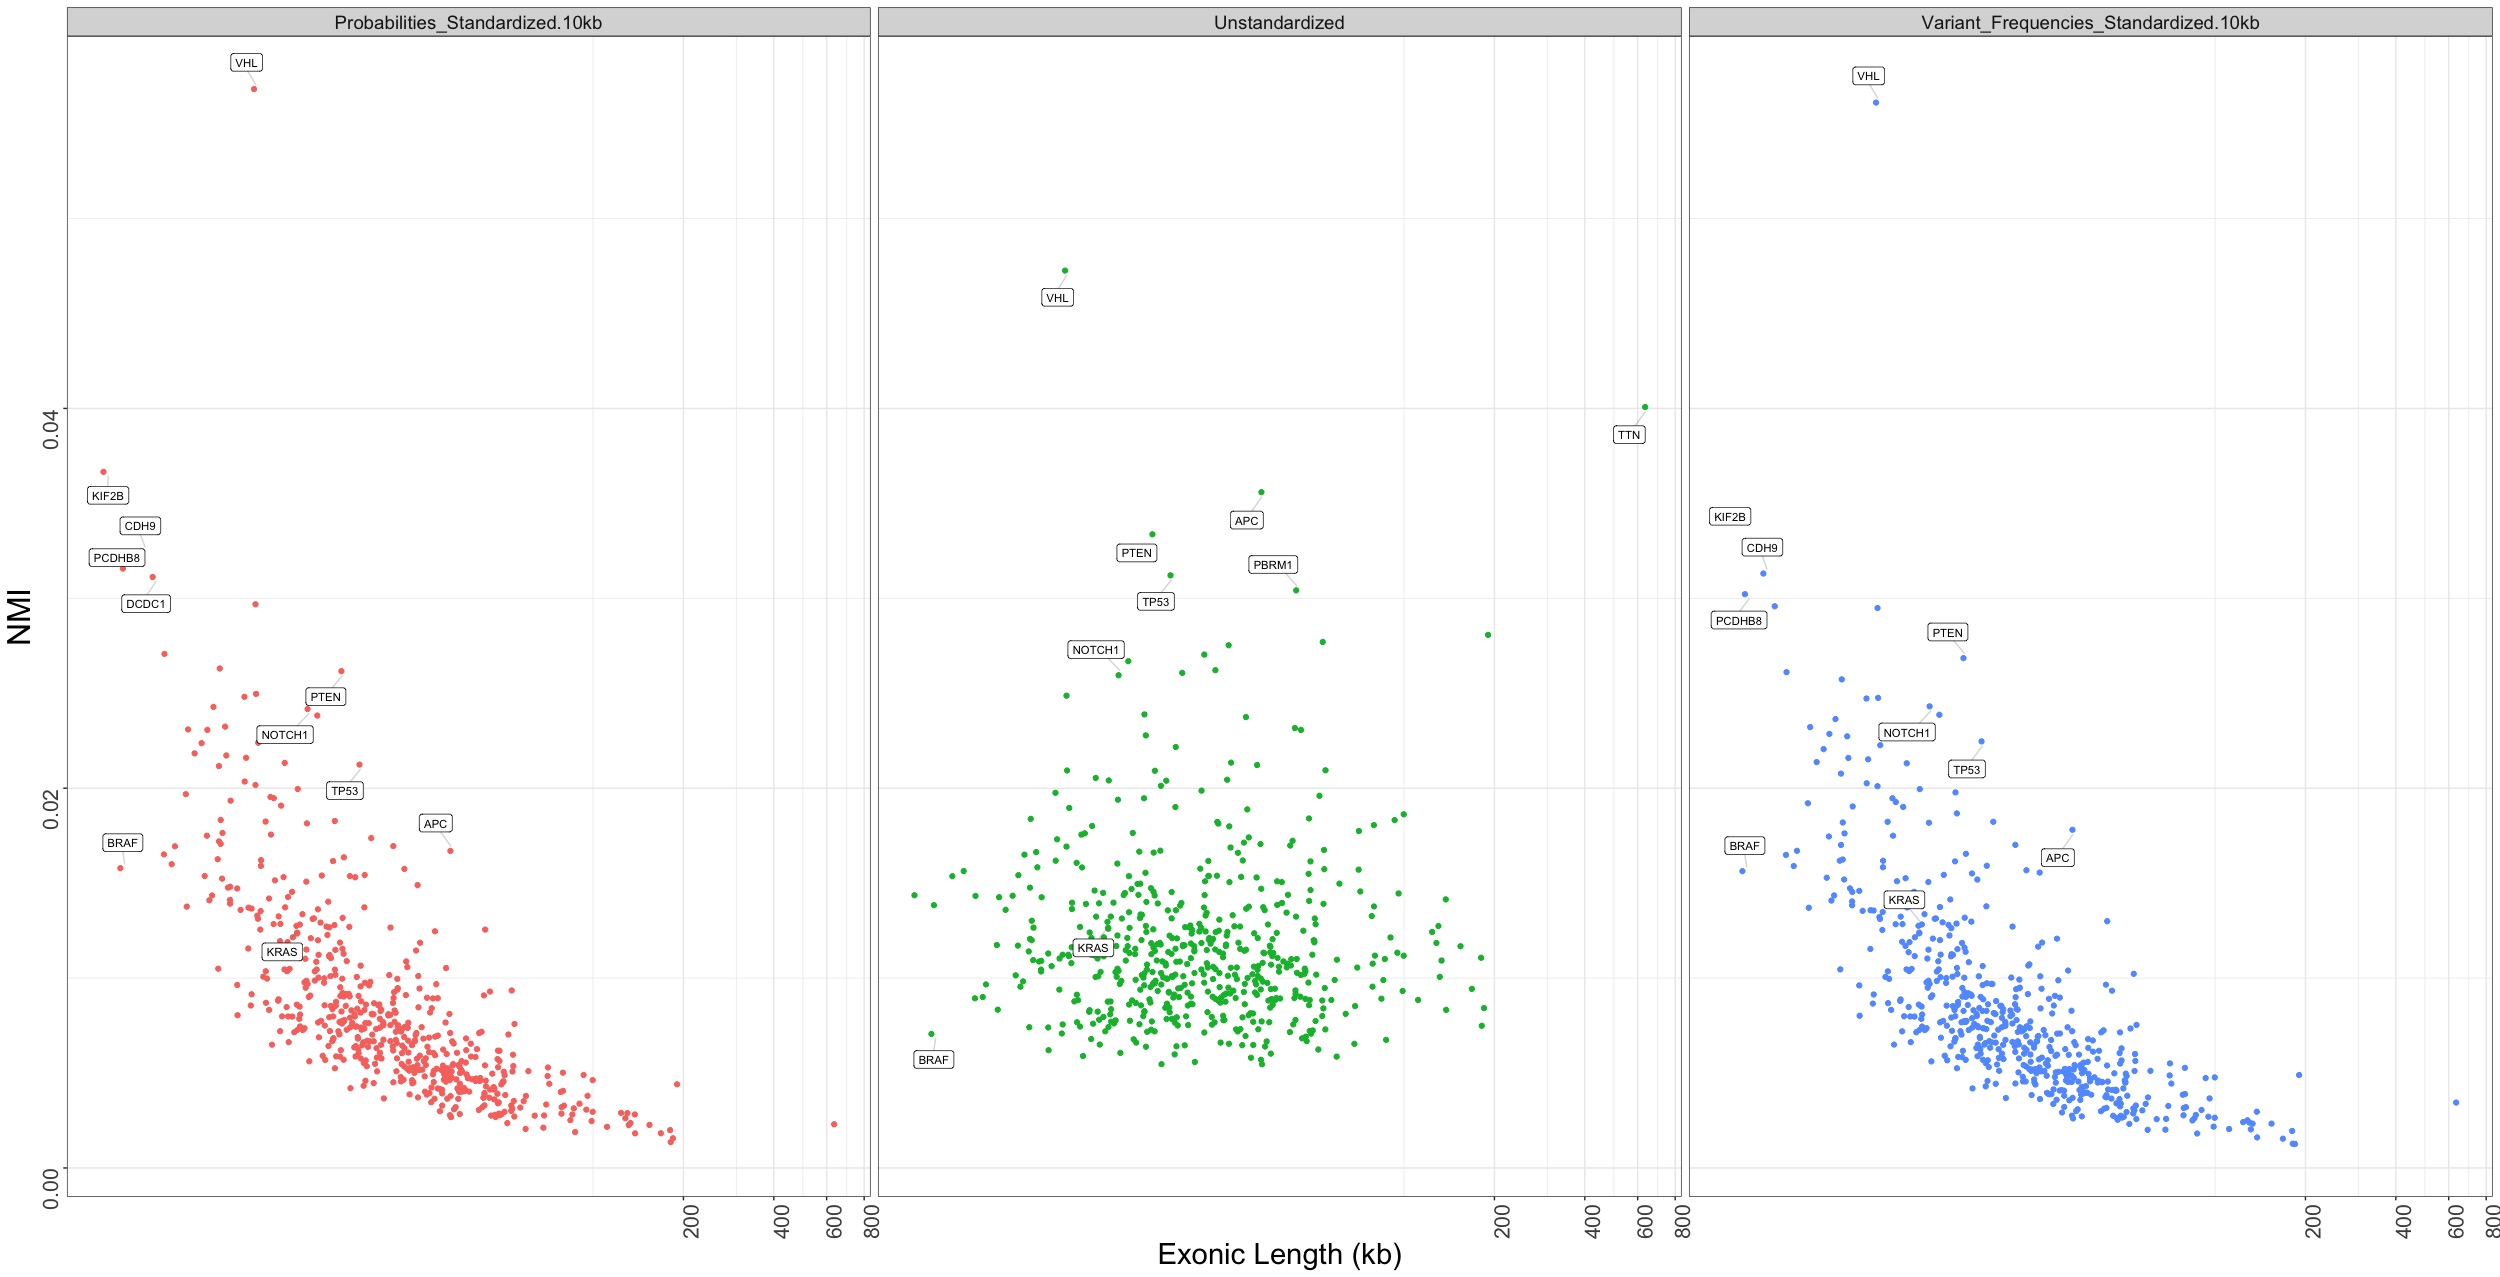 Probabilities_Standardized.10kb
Unstandardized
Variant_Frequencies_Standardized.10kb
NMI
0.04
0.02
0.00
VHL
KIF2B
CDH9
PCDHB8
DCDC1
PTEN
NOTCH1
TP53
APC
BRAF
KRAS
VHL
TTN
APC
PTEN
PBRM1
TP53
NOTCH1
KRAS
BRAF
VHL
KIF2B
CDH9
PCDHB8
PTEN
NOTCH1
TP53
BRAF
APC
KRAS
200
400
600
800
200
400
600
800
200
400
600
800
Exonic Length (kb)